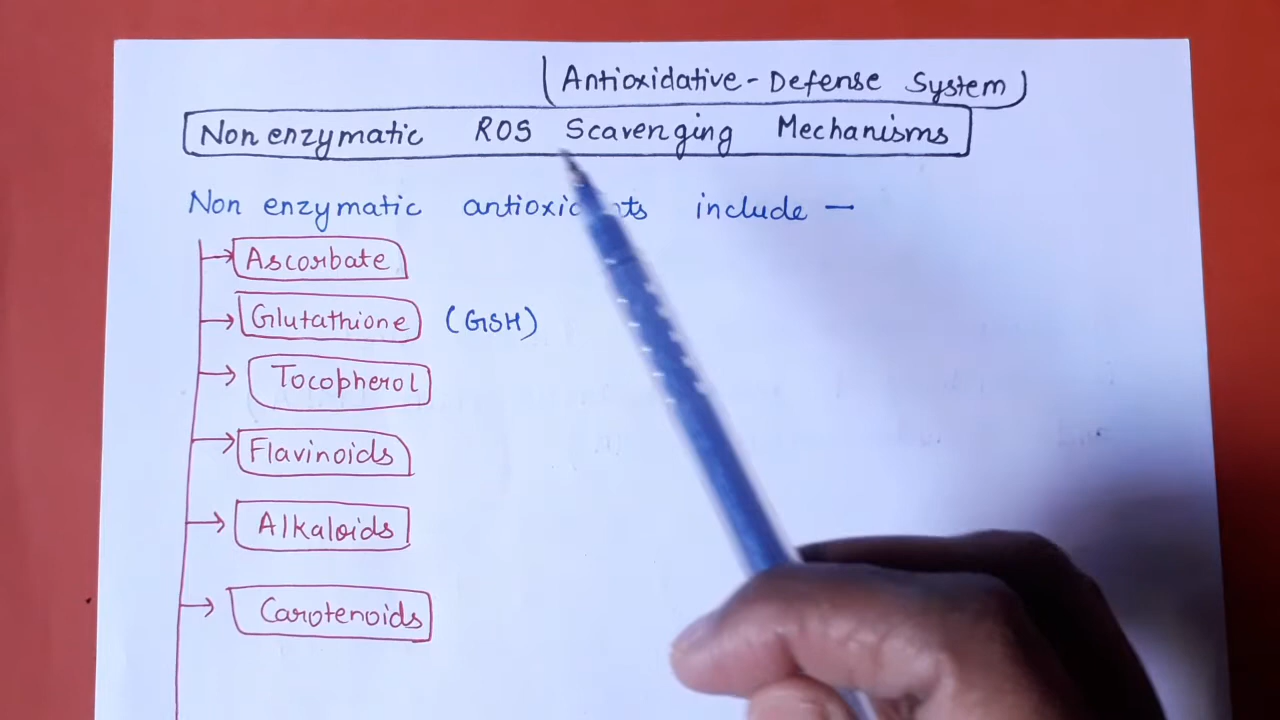 (Antioxidative-Defense System)
Non enzymatic ROS Scavenging Mechanisms
Non enzymatic include —
Ascorbate
Glutathione (GSH)
Tocopherol
Flavinoids
Alkaloids
Carotenoids